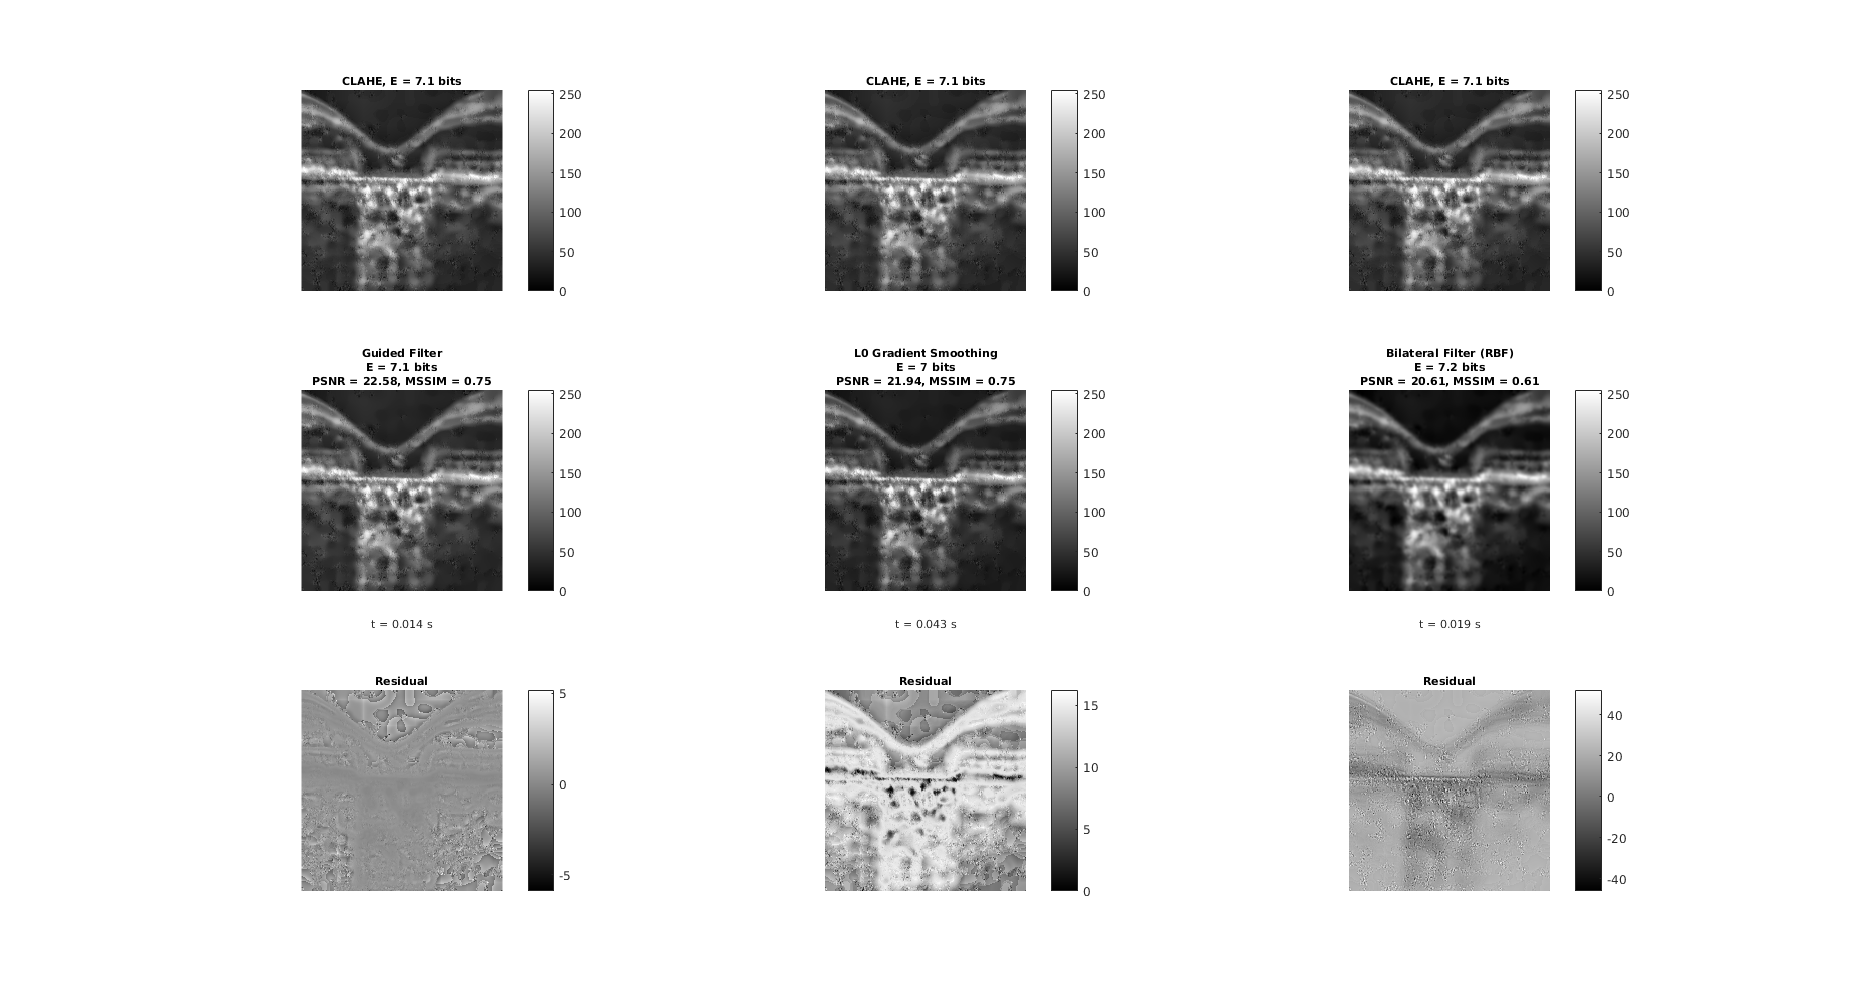 CLAHE, E = 7.1 bits
250
200
150
100
50
0
CLAHE, E = 7.1 bits
250
200
150
100
50
0
CLAHE, E = 7.1 bits
250
200
150
100
50
0
Guided Filter
E = 7.1 bits
PSNR = 22.58, MSSIM = 0.75
250
200
150
100
50
0
t = 0.014 s
L0 Gradient Smoothing
E = 7 bits
PSNR = 21.94, MSSIM = 0.75
250
200
150
100
50
0
t = 0.043 s
Bilateral Filter (RBF)
E = 7.2 bits
PSNR = 20.61, MSSIM = 0.61
250
200
150
100
50
0
t = 0.019 s
Residual
5
0
-5
Residual
15
10
5
0
Residual
40
20
0
-20
-40